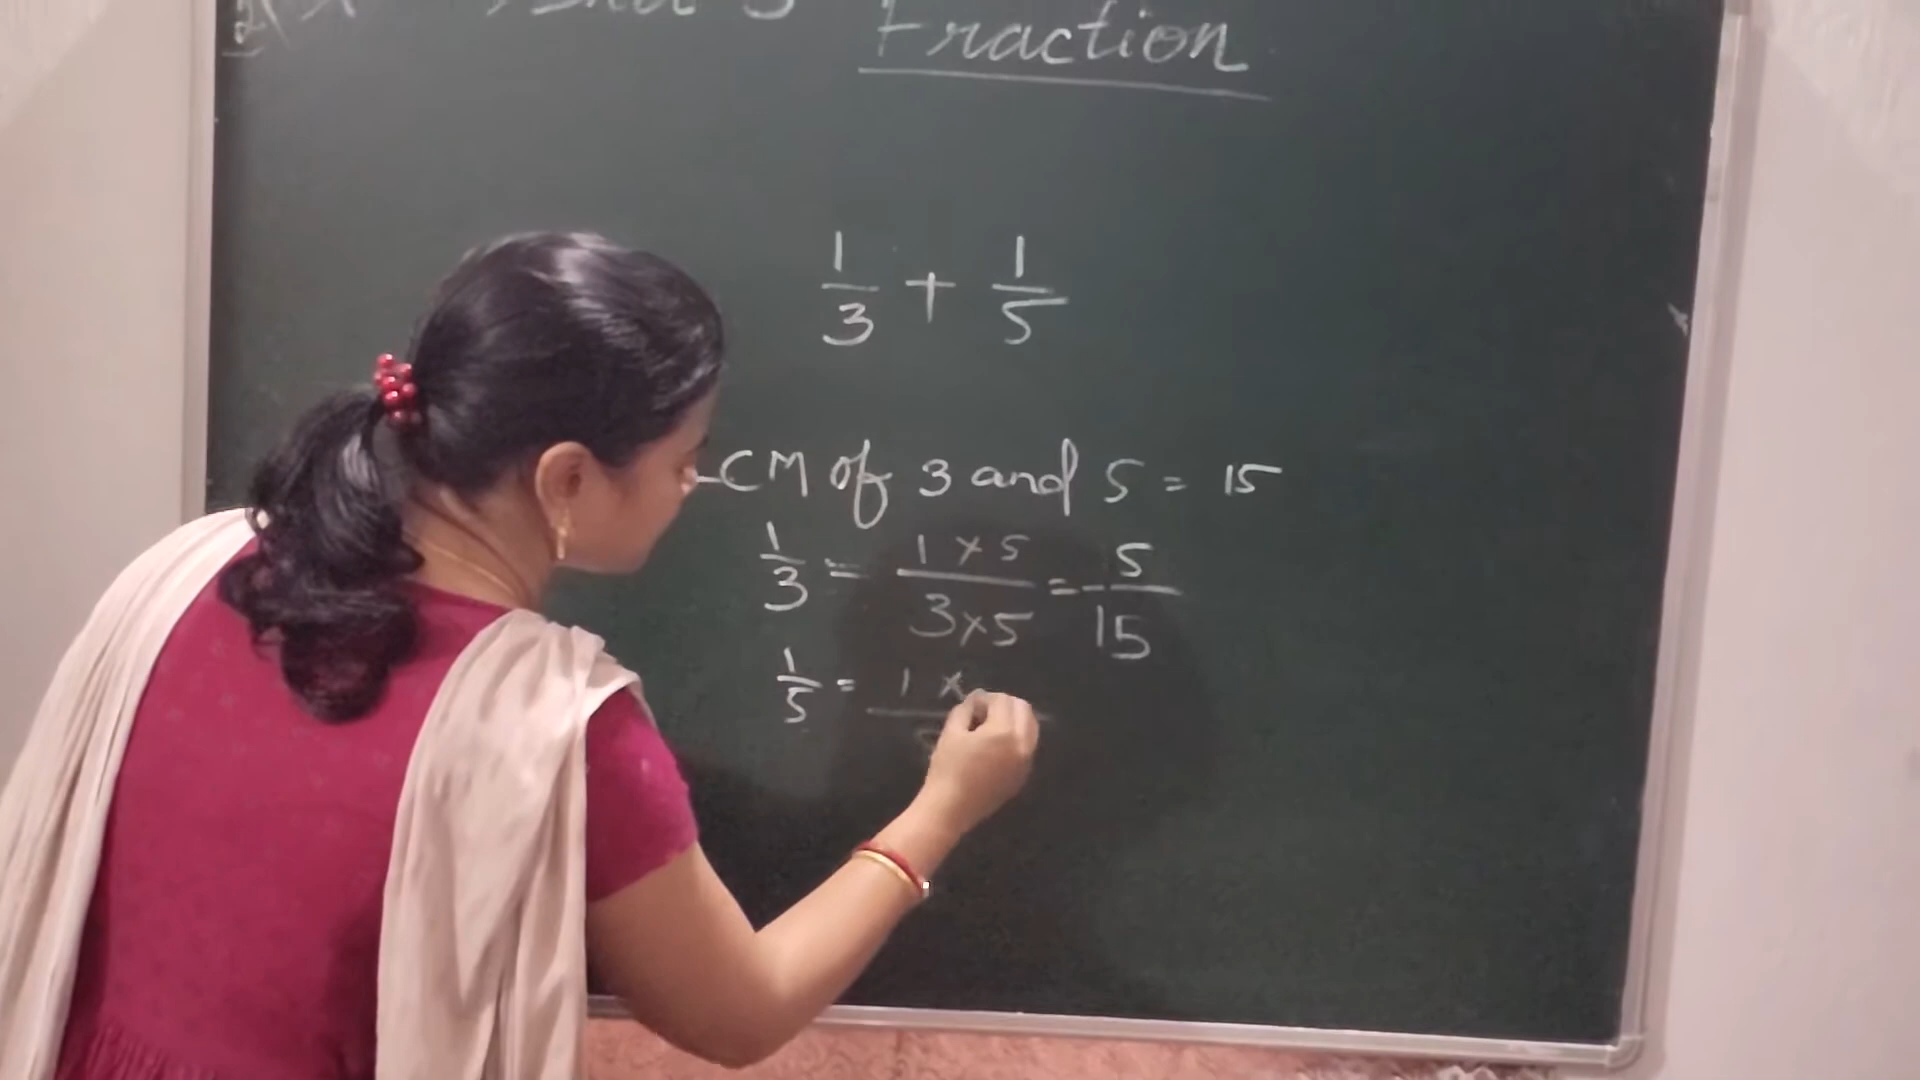 Fraction
1/3 + 1/5
LCM of 3 and 5 = 15
1/3 = 1 × 5 / 3 × 5 = 5/15
1/5 = 1 ×